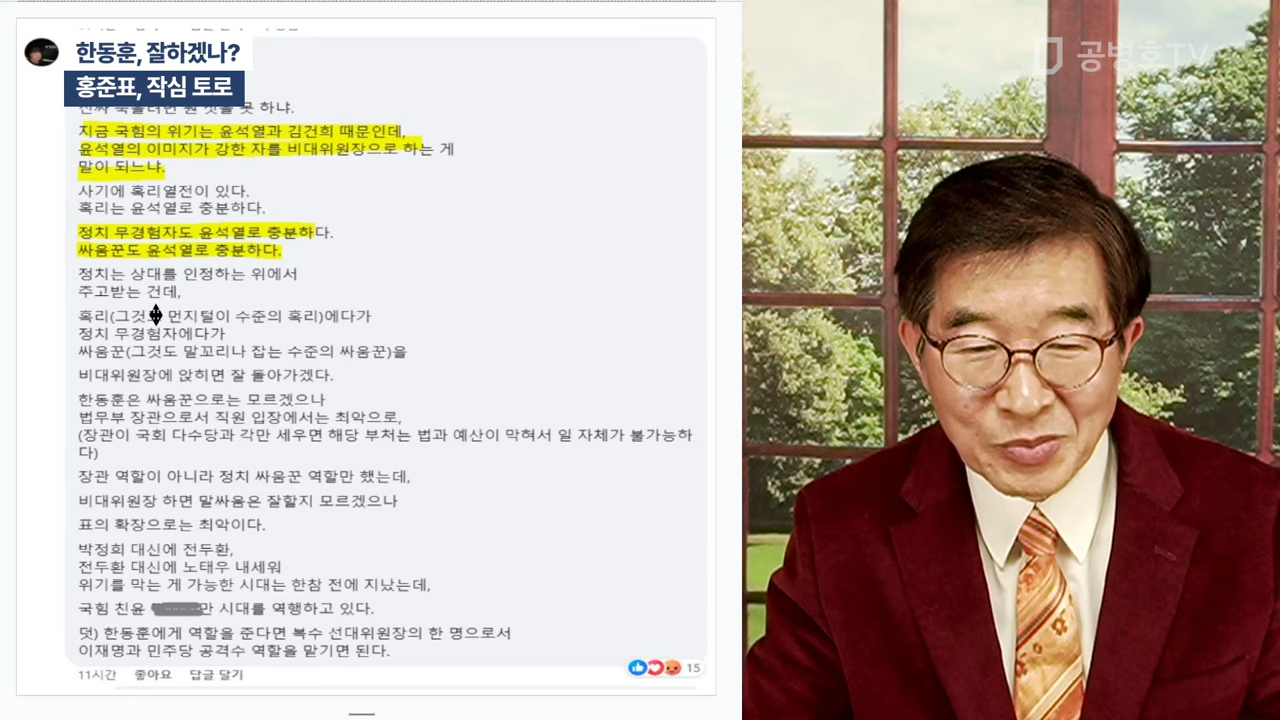 한동훈, 잘하겠나?
홍준표, 작심 토로
공병호TV
지금 국힘의 위기는 윤석열과 김건희 때문인데,
윤석열의 이미지가 강한 자를 비대위원장으로 하는 게
말이 되느냐.
사기에 혹리열전이 있다.
혹리는 윤석열로 충분하다.
정치 무경험자도 윤석열로 충분하다.
싸움꾼도 윤석열로 충분하다.
정치는 상대를 인정하는 위에서
주고받는 건데,
혹리(그것 먼지털이 수준의 혹리)에다가
정치 무경험자에다가
싸움꾼(그것도 말꼬리나 잡는 수준의 싸움꾼)을
비대위원장에 앉히면 잘 돌아가겠다.
한동훈은 싸움꾼으로는 모르겠으나
법무부 장관으로서 직원 입장에서는 최악으로,
(장관이 국회 다수당과 각만 세우면 해당 부처는 법과 예산이 막혀서 일 자체가 불가능하
다)
장관 역할이 아니라 정치 싸움꾼 역할만 했는데,
비대위원장 하면 말싸움은 잘할지 모르겠으나
표의 확장으로는 최악이다.
박정희 대신에 전두환,
전두환 대신에 노태우 내세워
위기를 막는 게 가능한 시대는 한참 전에 지났는데,
국힘 친윤 만 시대를 역행하고 있다.
덧) 한동훈에게 역할을 준다면 복수 선대위원장의 한 명으로서
이재명과 민주당 공격수 역할을 맡기면 된다.
11시간 좋아요 답글 달기
15